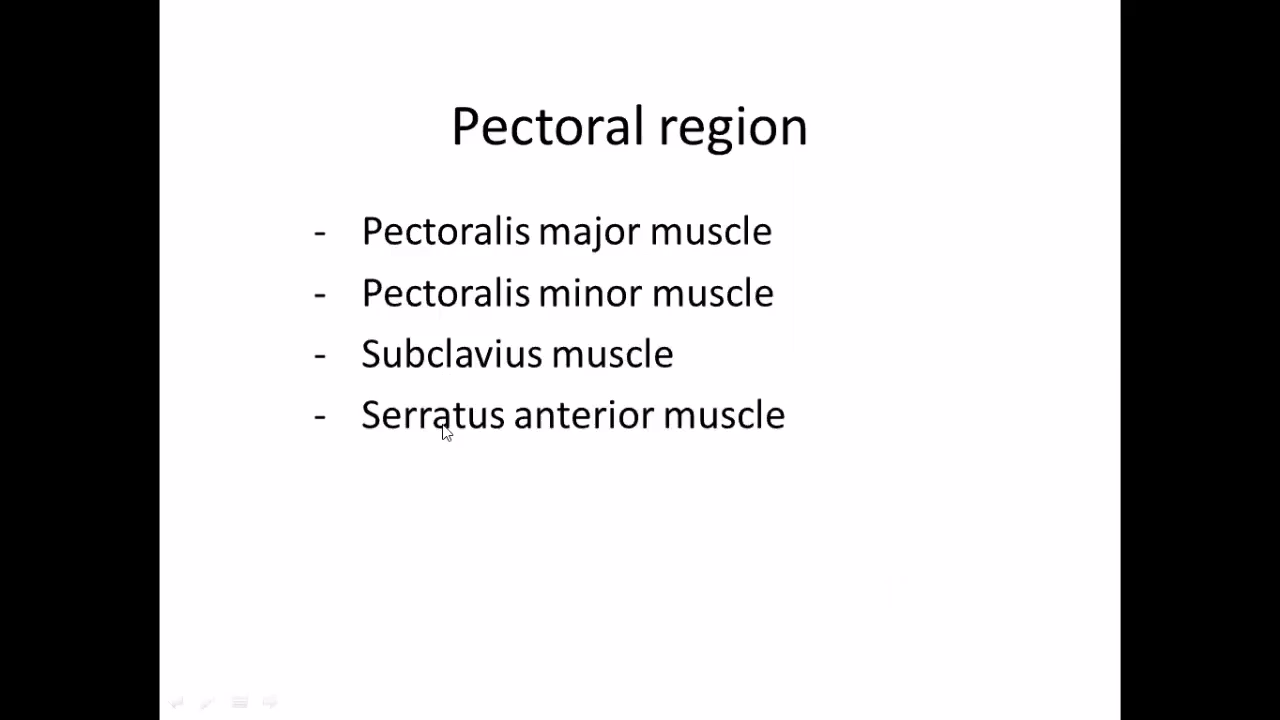 Pectoral region
- Pectoralis major muscle
- Pectoralis minor muscle
- Subclavius muscle
- Serratus anterior muscle